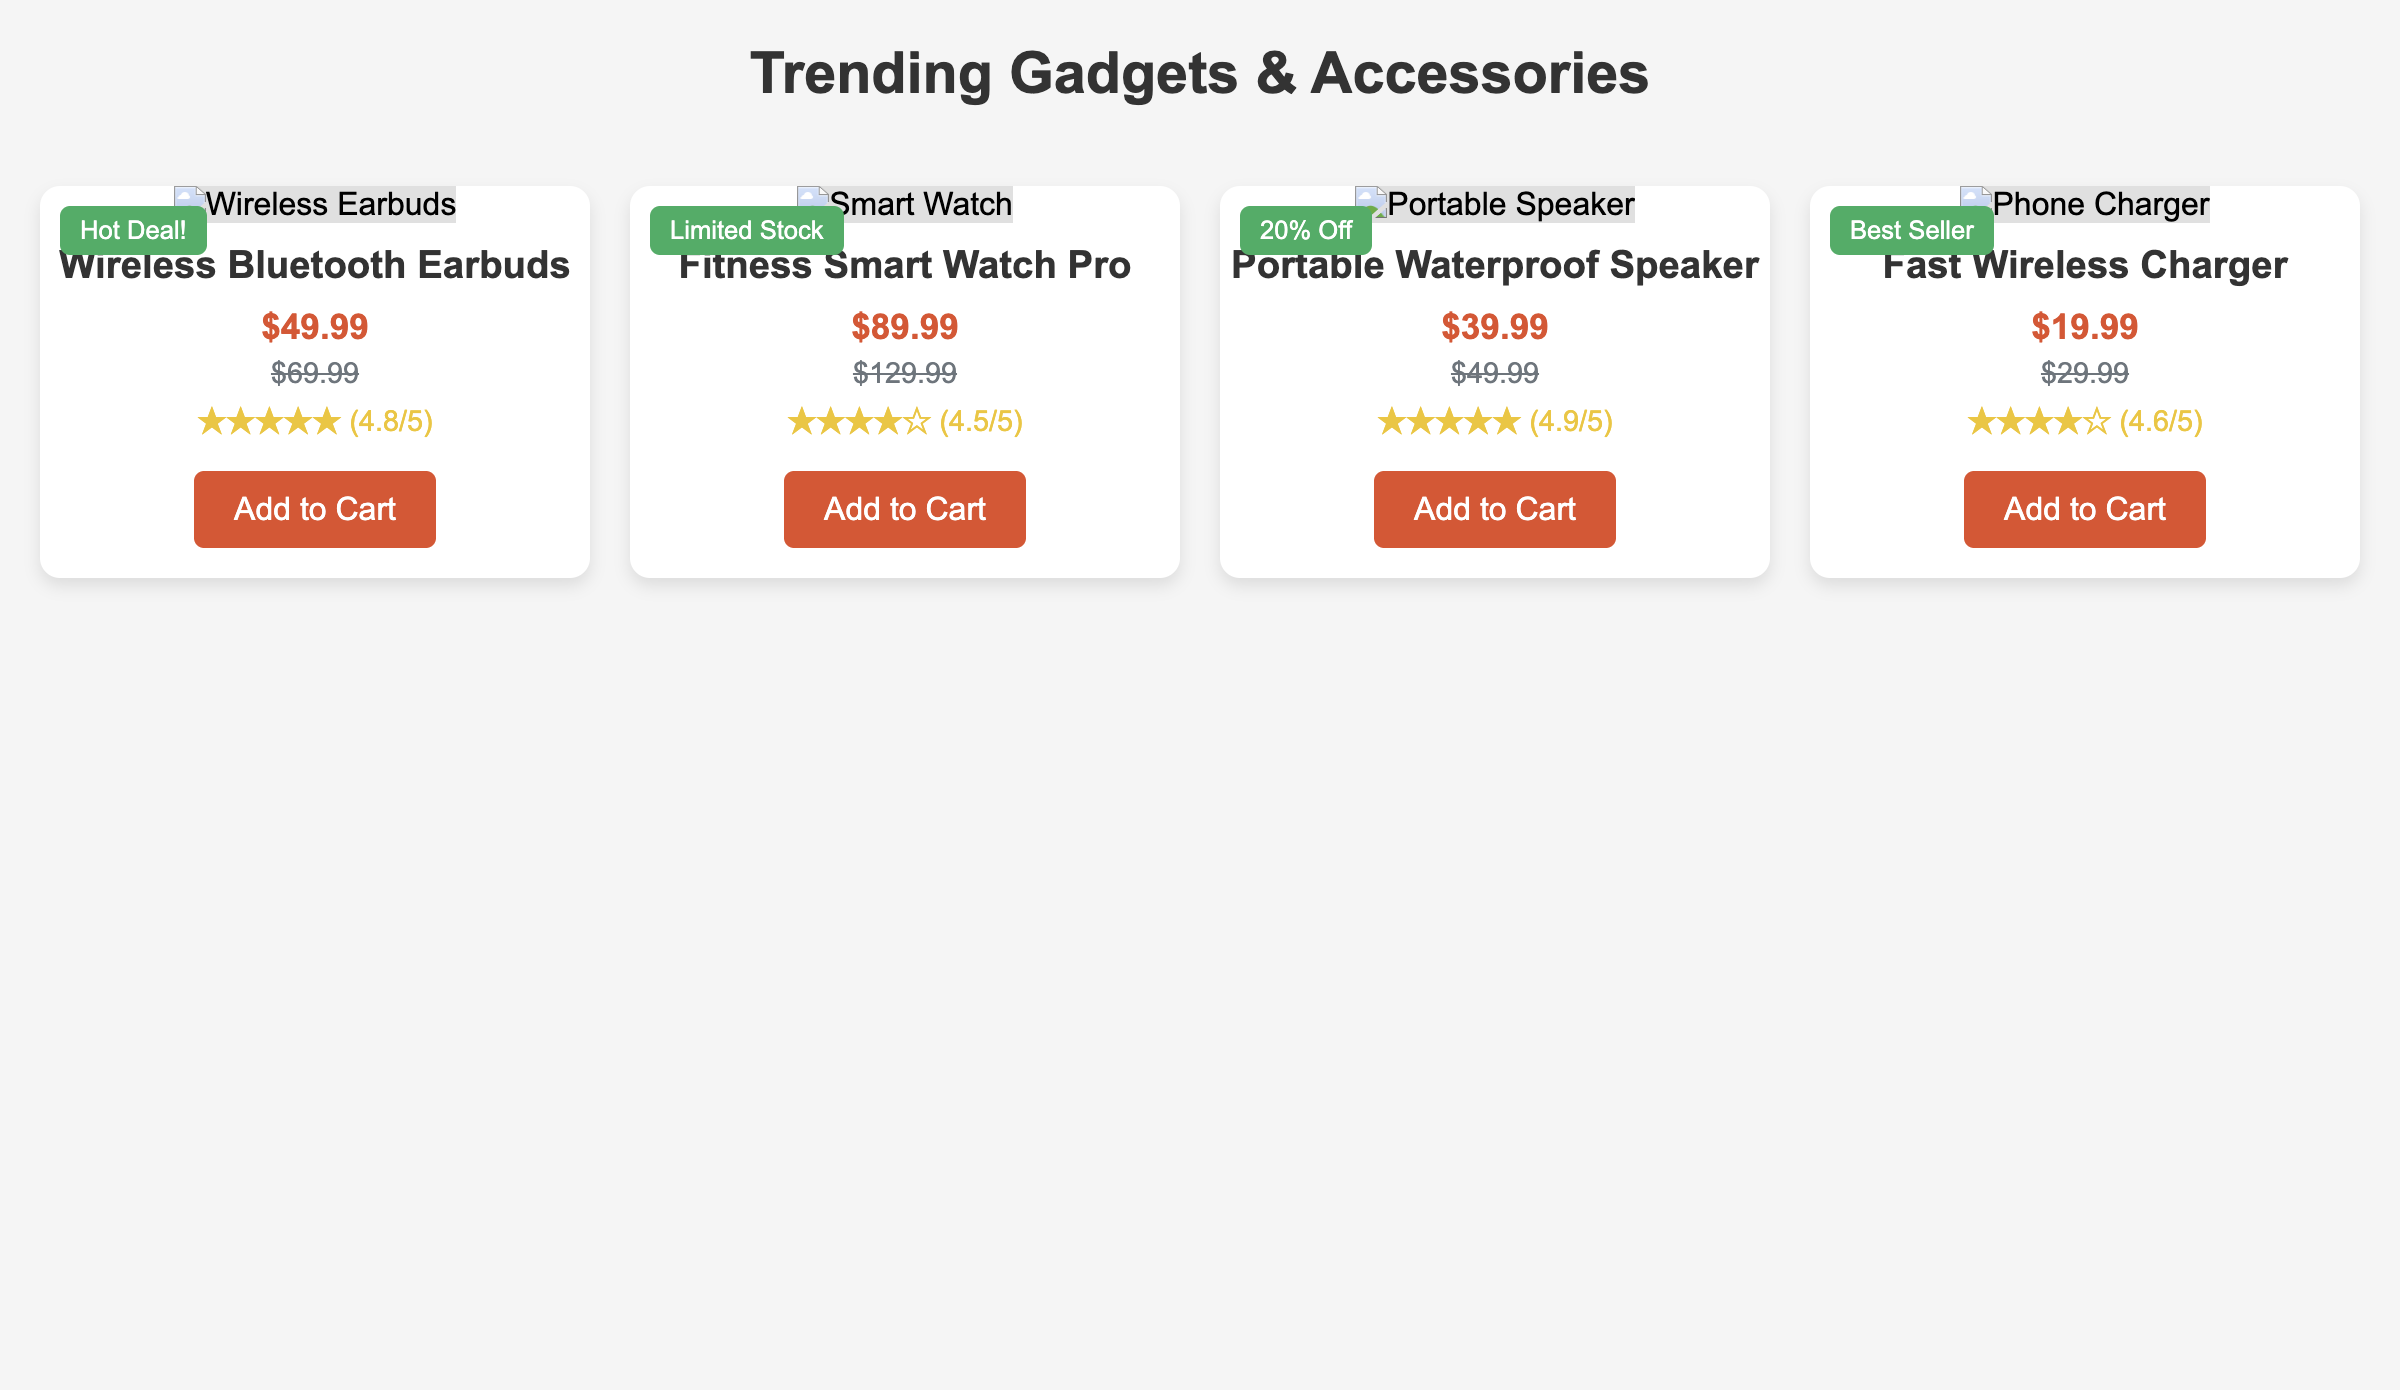 Trending Gadgets & Accessories
Wireless Earbuds
Hot Deal!
Wireless Bluetooth Earbuds
$49.99
$69.99
★★★★★ (4.8/5)
Add to Cart
Smart Watch
Limited Stock
Fitness Smart Watch Pro
$89.99
$129.99
★★★★☆ (4.5/5)
Add to Cart
Portable Speaker
20% Off
Portable Waterproof Speaker
$39.99
$49.99
★★★★★ (4.9/5)
Add to Cart
Phone Charger
Best Seller
Fast Wireless Charger
$19.99
$29.99
★★★★☆ (4.6/5)
Add to Cart